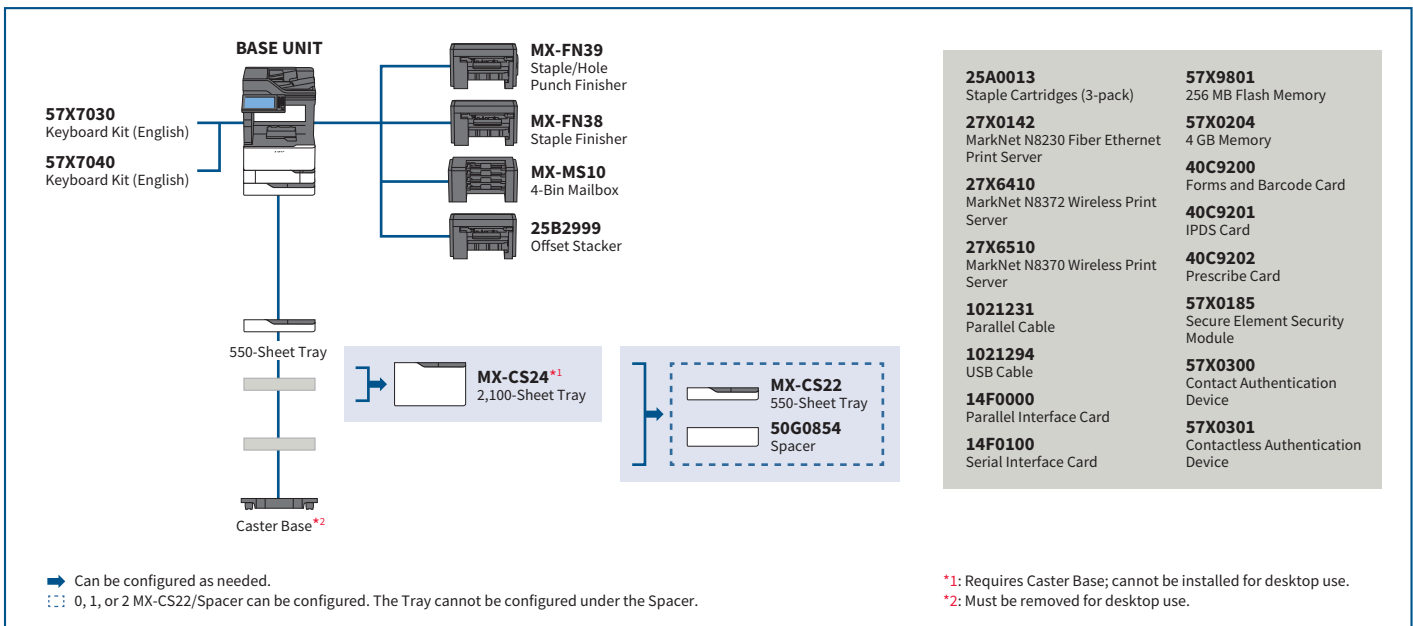 BASE UNIT
57X7030
Keyboard Kit (English)
57X7040
Keyboard Kit (English)
MX-FN39
Staple/Hole
Punch Finisher
MX-FN38
Staple Finisher
MX-MS10
4-Bin Mailbox
25B2999
Offset Stacker
550-Sheet Tray
Caster Base*2
MX-CS24*1
2,100-Sheet Tray
MX-CS22
550-Sheet Tray
50G0854
Spacer
25A0013
Staple Cartridges (3-pack)
27X0142
MarkNet N8230 Fiber Ethernet
Print Server
27X6410
MarkNet N8372 Wireless Print
Server
27X6510
MarkNet N8370 Wireless Print
Server
1021231
Parallel Cable
1021294
USB Cable
14F0000
Parallel Interface Card
14F0100
Serial Interface Card
57X9801
256 MB Flash Memory
57X0204
4 GB Memory
40C9200
Forms and Barcode Card
40C9201
IPDS Card
40C9202
Prescribe Card
57X0185
Secure Element Security
Module
57X0300
Contact Authentication
Device
57X0301
Contactless Authentication
Device
Can be configured as needed.
0, 1, or 2 MX-CS22/Spacer can be configured. The Tray cannot be configured under the Spacer.
*1: Requires Caster Base; cannot be installed for desktop use.
*2: Must be removed for desktop use.